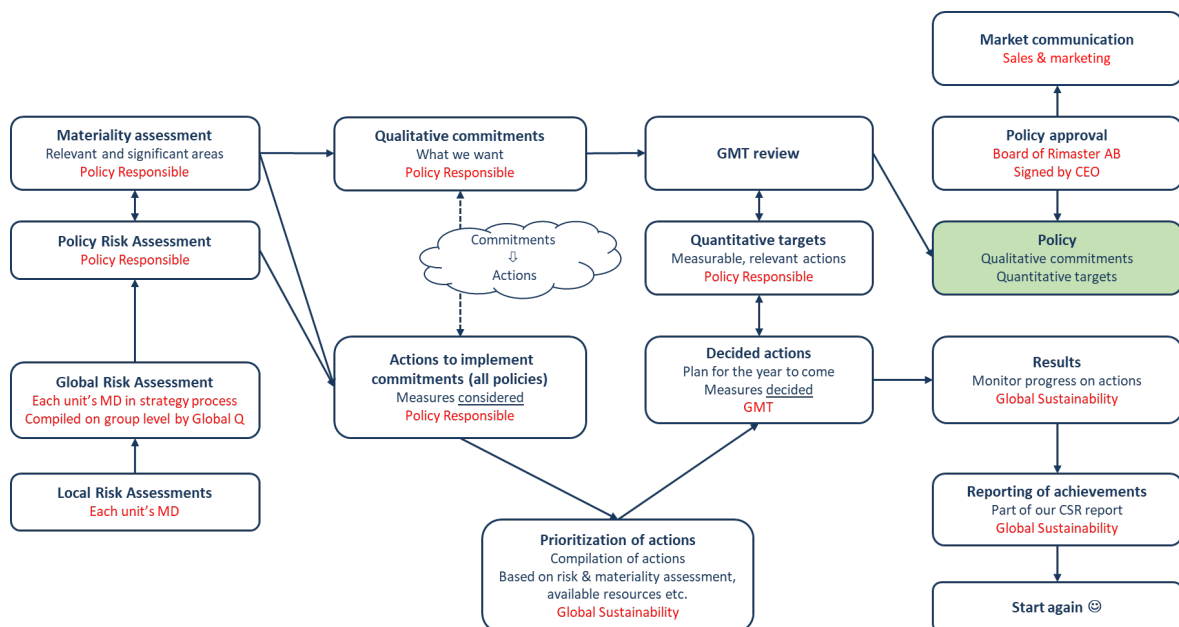 Market communication
Sales & marketing
Materiality assessment
Relevant and significant areas
Policy Responsible
Qualitative commitments
What we want
Policy Responsible
GMT review
Policy approval
Board of Rimaster AB
Signed by CEO
Policy Risk Assessment
Policy Responsible
Commitments
⇩
Actions
Quantitative targets
Measurable, relevant actions
Policy Responsible
Policy
Qualitative commitments
Quantitative targets
Global Risk Assessment
Each unit's MD in strategy process
Compiled on group level by Global Q
Actions to implement
commitments (all policies)
Measures considered
Policy Responsible
Decided actions
Plan for the year to come
Measures decided
GMT
Results
Monitor progress on actions
Global Sustainability
Local Risk Assessments
Each unit's MD
Reporting of achievements
Part of our CSR report
Global Sustainability
Prioritization of actions
Compilation of actions
Based on risk & materiality assessment,
available resources etc.
Global Sustainability
Start again ☺